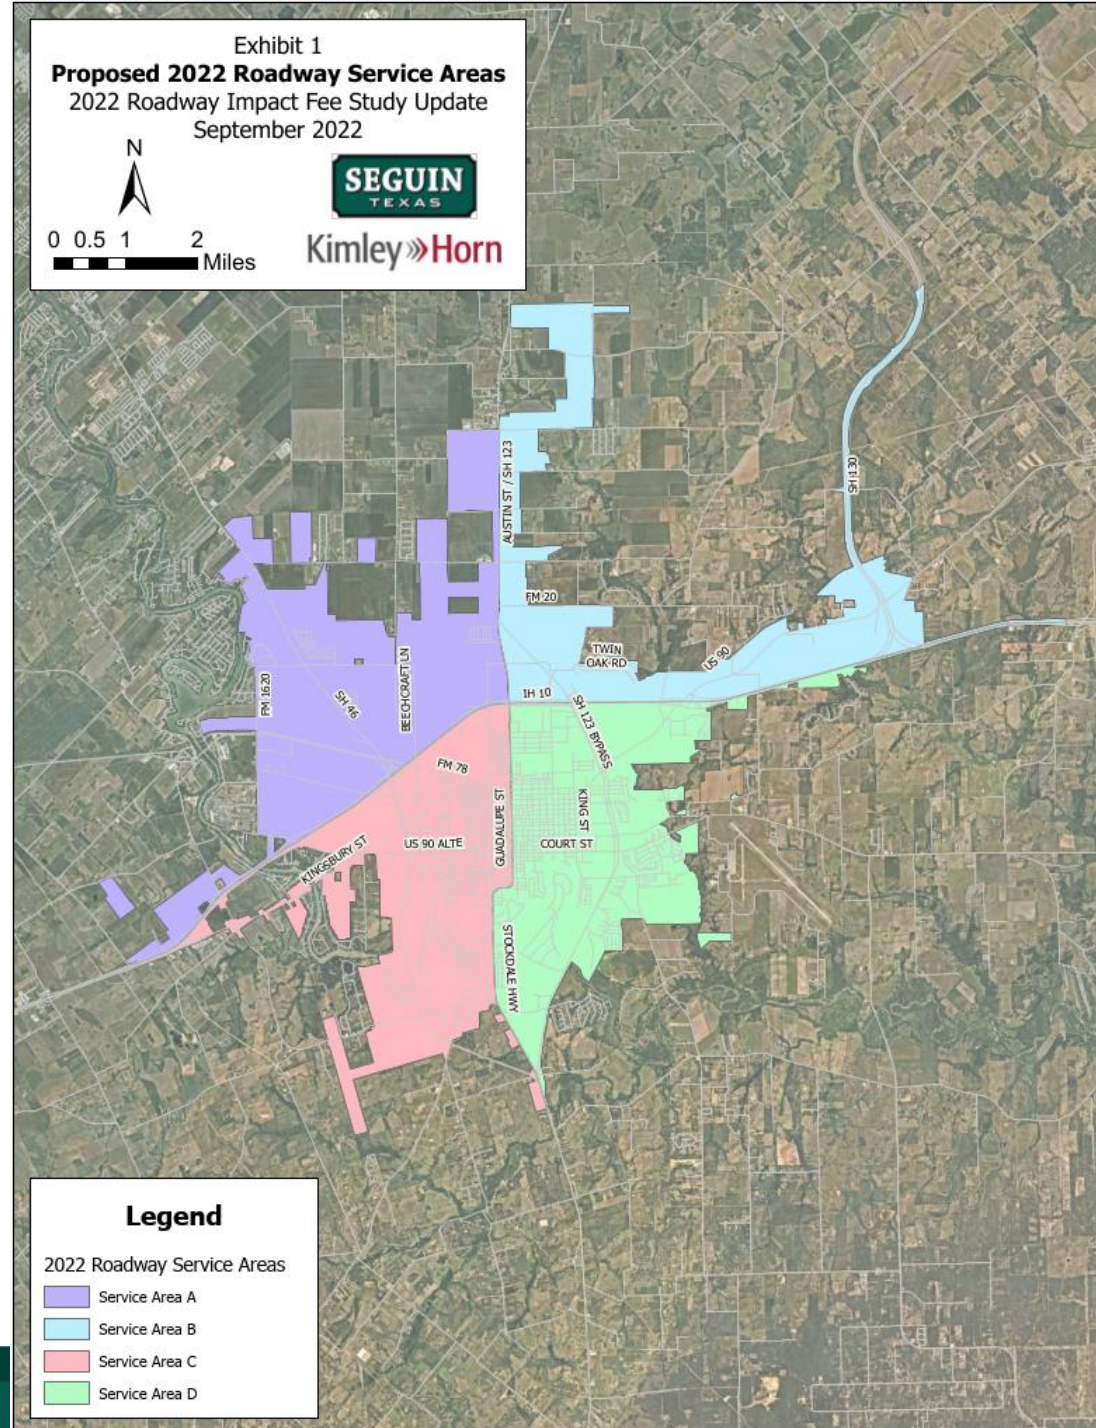 Exhibit 1
Proposed 2022 Roadway Service Areas
2022 Roadway Impact Fee Study Update
September 2022
N
SEGUIN
TEXAS
0 0.5 1 2
Miles
Kimley»Horn
AUSTIN ST / SH 123
SH 130
FM 20
TWIN
OAK RD
US 90
FM 1620
SH 46
BEECHCRAFT LN
IH 10
SH 123 BYPASS
FM 78
GUADALUPE ST
KING ST
KINGSBURY ST
US 90 ALTE
COURT ST
STOCKDALE HWY
Legend
2022 Roadway Service Areas
Service Area A
Service Area B
Service Area C
Service Area D